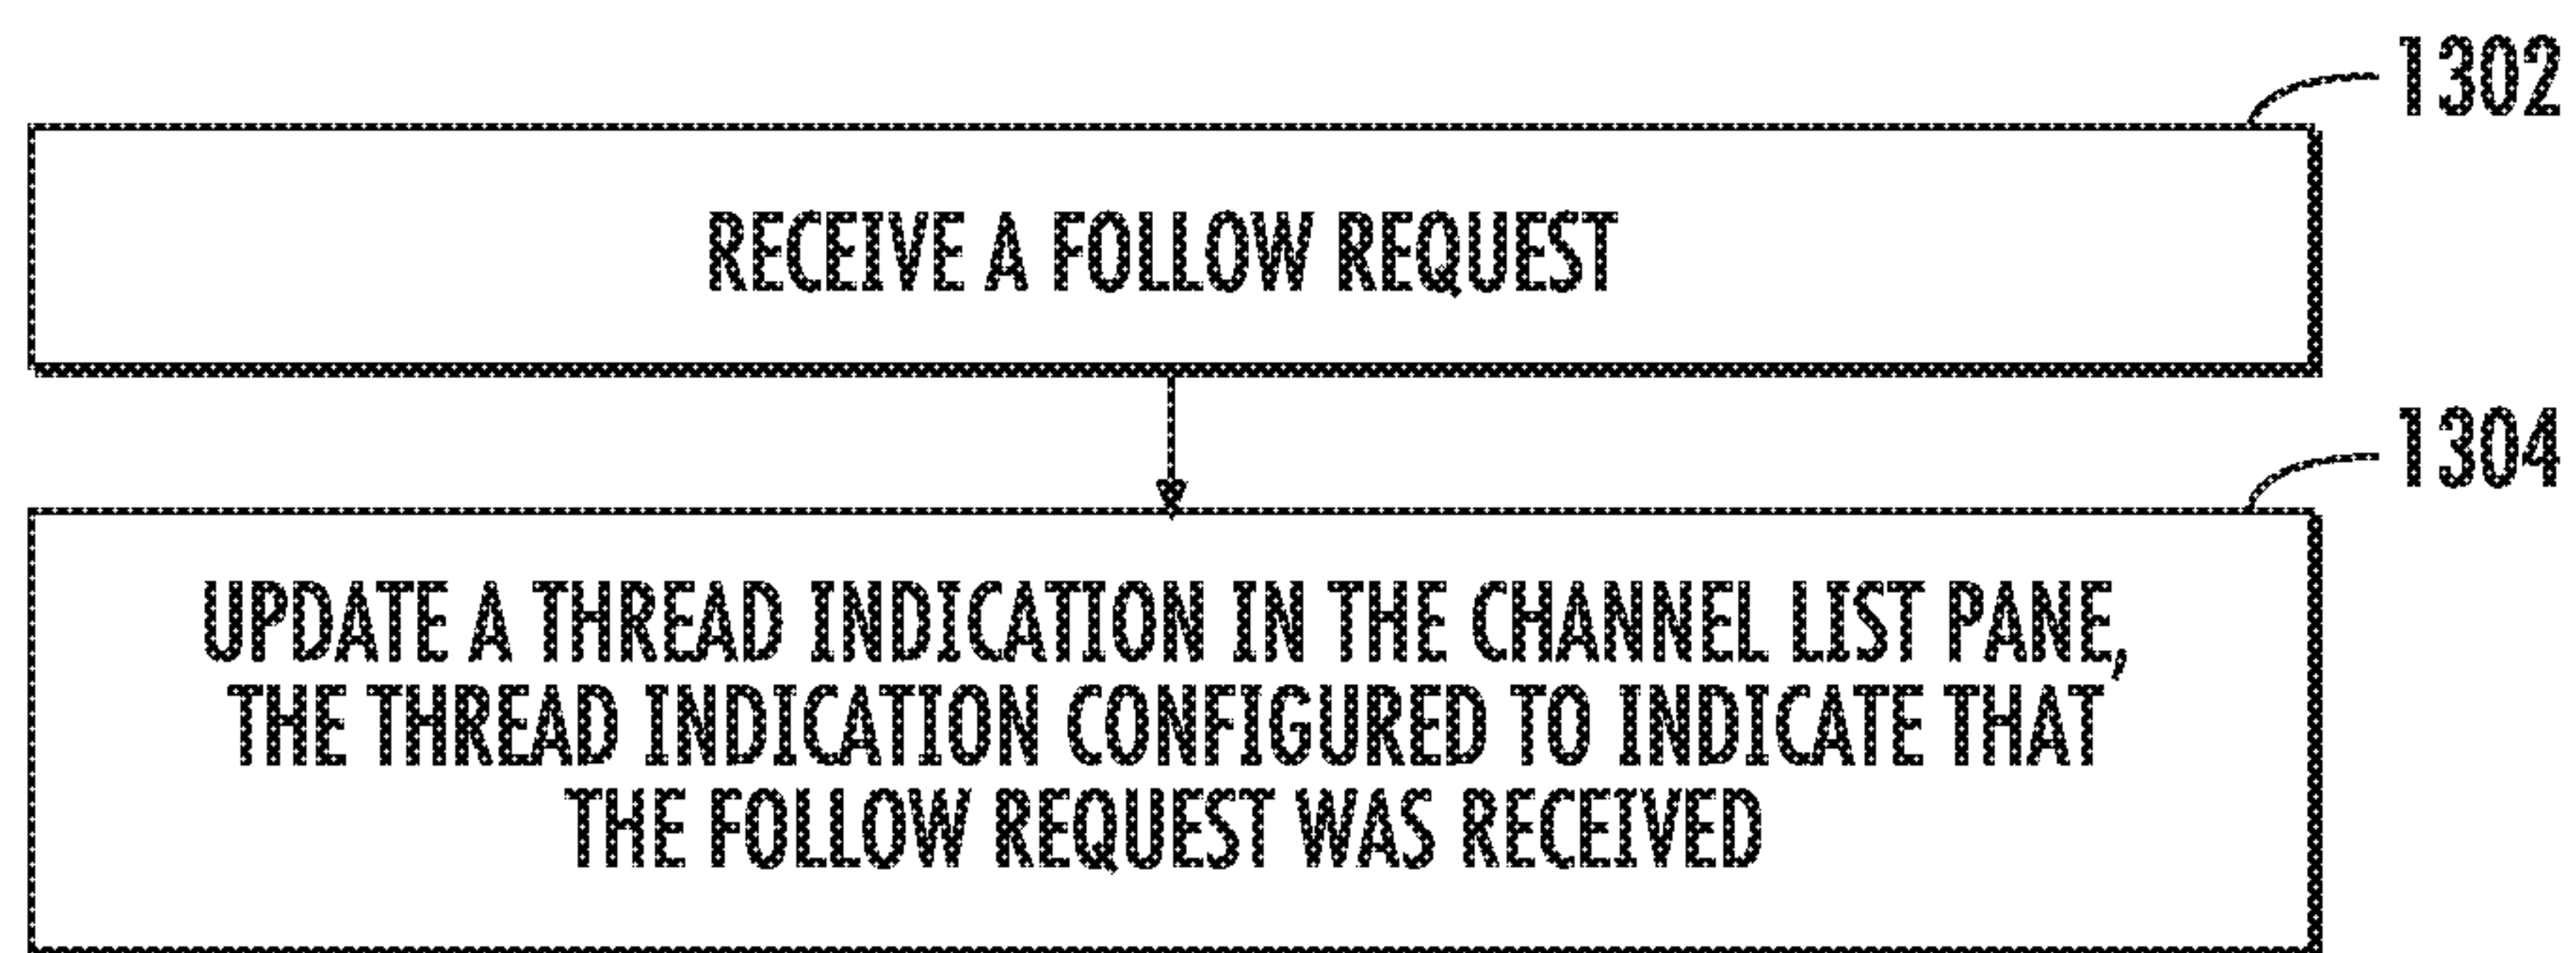 1302
RECEIVE A FOLLOW REQUEST
1304
UPDATE A THREAD INDICATION IN THE CHANNEL LIST PANE,
THE THREAD INDICATION CONFIGURED TO INDICATE THAT
THE FOLLOW REQUEST WAS RECEIVED